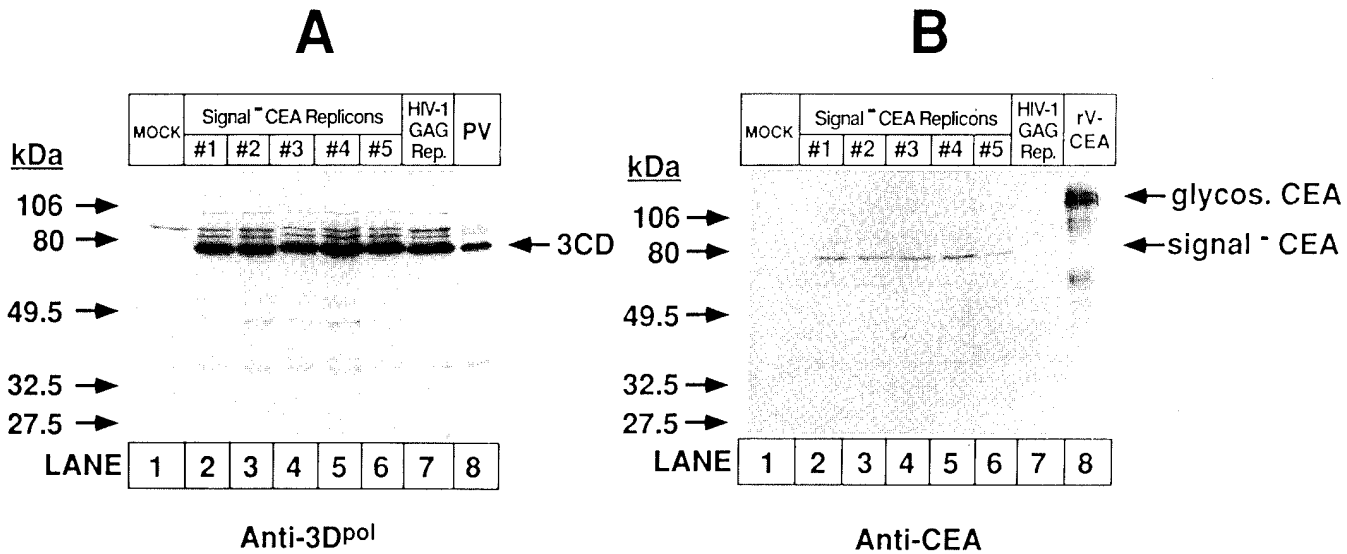 A
MOCK
Signal⁻ CEA Replicons
#1 #2 #3 #4 #5
HIV-1
GAG
Rep.
PV
kDa
106
80
49.5
32.5
27.5
3CD
LANE 1 2 3 4 5 6 7 8
Anti-3Dᵖᵒˡ
B
MOCK
Signal⁻ CEA Replicons
#1 #2 #3 #4 #5
HIV-1
GAG
Rep.
rV-
CEA
kDa
106
80
49.5
32.5
27.5
glycos. CEA
signal⁻ CEA
LANE 1 2 3 4 5 6 7 8
Anti-CEA